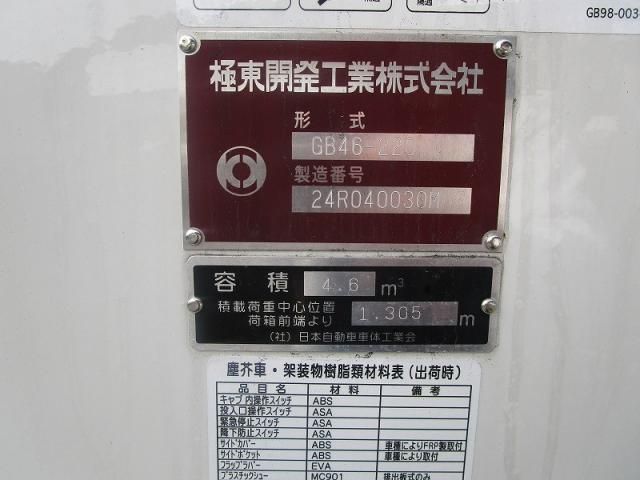 GB98-003
極東開発工業株式会社
形 式
GB46-220
製造番号
24R040030M
容 積 4.6 m³
積載荷重中心位置
荷箱前端より 1.305 m
(社)日本自動車車体工業会
塵芥車・架装物樹脂類材料表(出荷時)
品 目 名 材 料 備 考
キャブ内操作スイッチ ABS
投入口操作スイッチ ASA
緊急停止スイッチ ASA
降下防止スイッチ ASA
サイドカバー ABS 車種によりFRP製取付
サイドポケット ABS 車種により取付
フラップラバー EVA
プラスチックシュー MC901 排出板式のみ